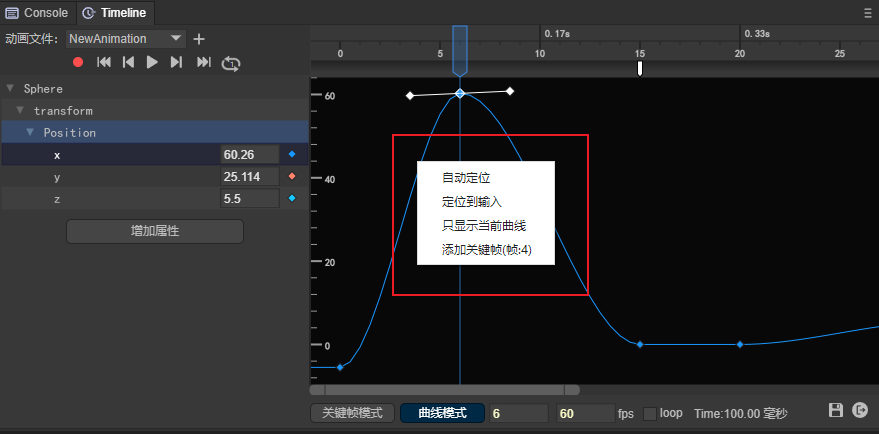 Console Timeline
动画文件: NewAnimation
0.17s 0.33s
0 5 10 15 20 25
Sphere
transform
Position
x 60.26
y 25.114
z 5.5
增加属性
60
40
20
0
自动定位
定位到输入
只显示当前曲线
添加关键帧(帧:4)
关键帧模式 曲线模式 6 60 fps loop Time:100.00 毫秒